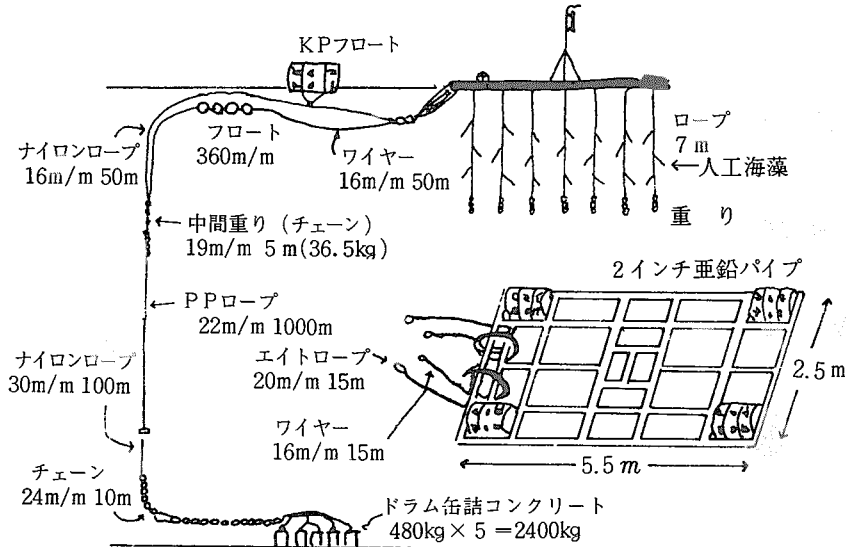 KPフロート
フロート
360m/m
ナイロンロープ
16m/m 50m
ワイヤー
16m/m 50m
ロープ
7m
人工海藻
重り
中間重り(チェーン)
19m/m 5m(36.5kg)
2インチ亜鉛パイプ
PPロープ
22m/m 1000m
エイトロープ
20m/m 15m
2.5m
ナイロンロープ
30m/m 100m
ワイヤー
16m/m 15m
5.5m
チェーン
24m/m 10m
ドラム缶詰コンクリート
480kg×5=2400kg